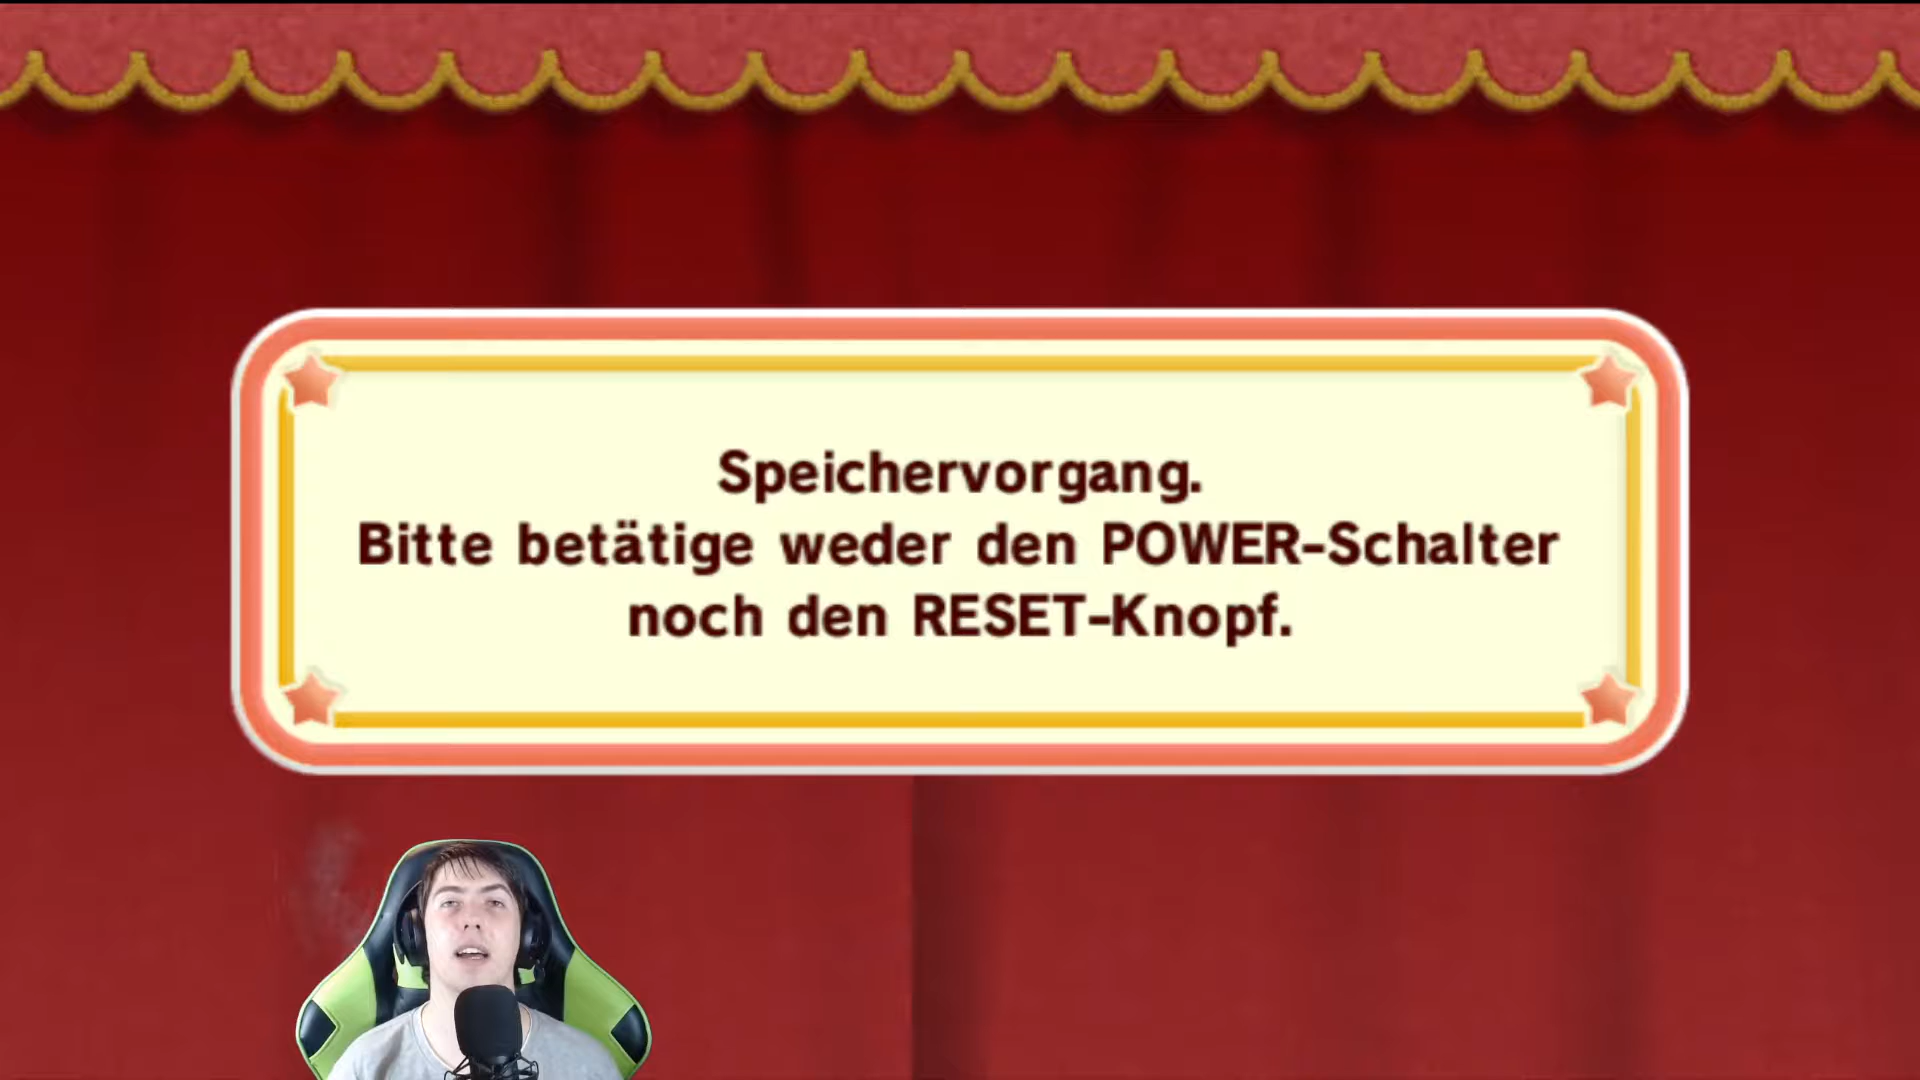 Speichervorgang.
Bitte betätige weder den POWER-Schalter
noch den RESET-Knopf.